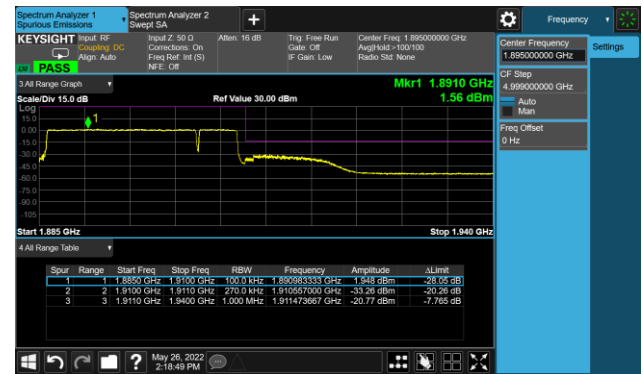 Spectrum Analyzer 1
Spurious Emissions
Spectrum Analyzer 2
Swept SA
Frequency
KEYSIGHT
Input: RF
Coupling: DC
Align: Auto
Input Z: 50 Ω
Corrections: On
Freq Ref: Int (S)
NFE: Off
Atten: 16 dB
Trig: Free Run
Gate: Off
IF Gain: Low
Center Freq: 1.895000000 GHz
Avg|Hold:>100/100
Radio Std: None
LXI
PASS
Center Frequency
1.895000000 GHz
Settings
CF Step
4.999000000 GHz
Auto
Man
Freq Offset
0 Hz
3 All Range Graph
Mkr1 1.8910 GHz
Scale/Div 15.0 dB
Ref Value 30.00 dBm
1.56 dBm
Log
15.0
0.00
-15.0
-30.0
-45.0
-60.0
-75.0
-90.0
-105
1
Start 1.885 GHz
Stop 1.940 GHz
4 All Range Table
Spur Range Start Freq Stop Freq RBW Frequency Amplitude ΔLimit
1 1 1.8850 GHz 1.9100 GHz 100.0 kHz 1.890983333 GHz 1.948 dBm -28.05 dB
2 2 1.9100 GHz 1.9110 GHz 270.0 kHz 1.910557000 GHz -33.26 dBm -20.26 dB
3 3 1.9110 GHz 1.9400 GHz 1.000 MHz 1.911473667 GHz -20.77 dBm -7.765 dB
May 26, 2022
2:18:49 PM